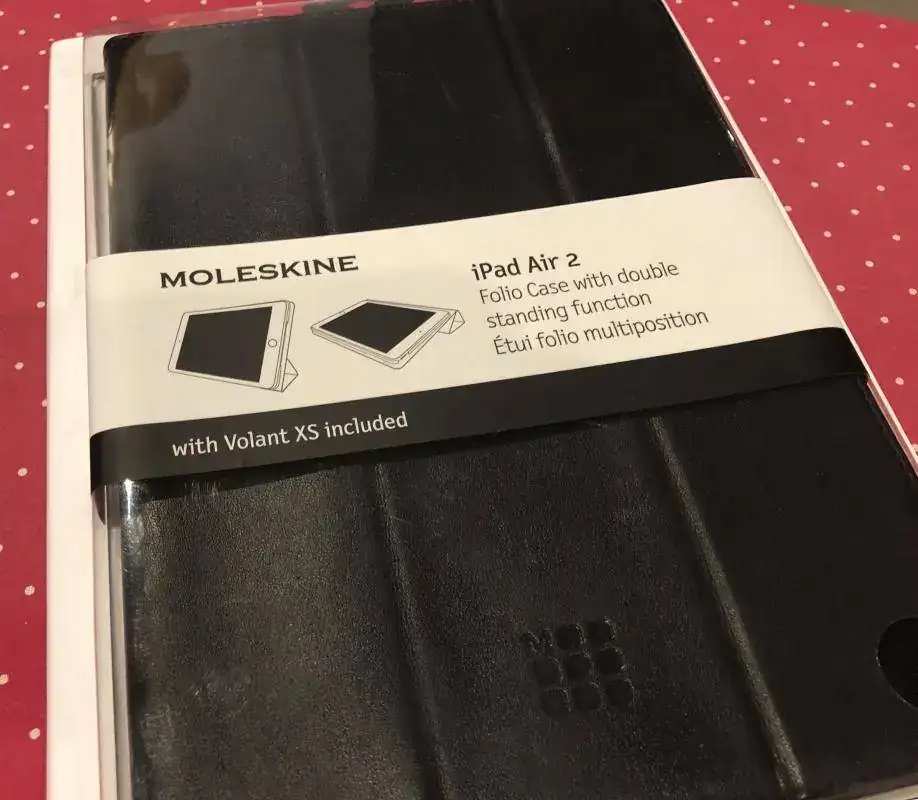 MOLESKINE
iPad Air 2
Folio Case with double
standing function
Étui folio multiposition
with Volant XS included